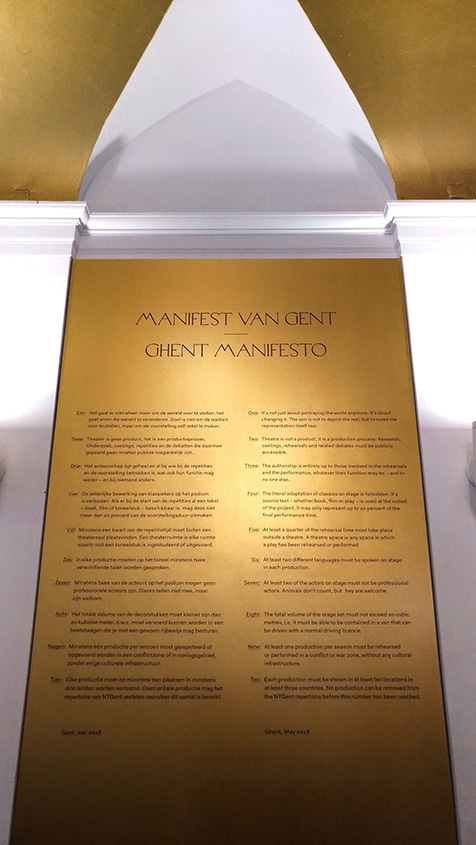 MANIFEST VAN GENT
GHENT MANIFESTO
Een: Het gaat er niet alleen meer om de wereld voor te stellen, het
gaat erom die wereld te veranderen. Doel is niet om de realiteit
voor te stellen, maar om de voorstelling zelf reëel te maken.
Twee: Theater is geen product, het is een productieproces.
Onderzoek, castings, repetities en de debatten die daarmee
gepaard gaan moeten publiek toegankelijk zijn.
Drie: Het auteurschap ligt geheel en al bij wie bij de repetities
en de voorstelling betrokken is, wat ook hun functie mag
wezen – en bij niemand anders.
Vier: De letterlijke bewerking van klassiekers op het podium
is verboden. Als er bij de start van de repetities al een tekst
– boek, film of toneelstuk – beschikbaar is, mag deze niet
meer dan 20 procent van de voorstellingsduur uitmaken.
Vijf: Minstens een kwart van de repetitietijd moet buiten een
theaterzaal plaatsvinden. Een theaterruimte is elke ruimte
waarin ooit een toneelstuk is ingestudeerd of uitgevoerd.
Zes: In elke productie moeten op het toneel minstens twee
verschillende talen worden gesproken.
Zeven: Minstens twee van de acteurs op het podium mogen geen
professionele acteurs zijn. Dieren tellen niet mee, maar
zijn welkom.
Acht: Het totale volume van de decorstukken moet kleiner zijn dan
20 kubieke meter, d.w.z. moet vervoerd kunnen worden in een
bestelwagen die je met een gewoon rijbewijs mag besturen.
Negen: Minstens één productie per seizoen moet gerepeteerd of
opgevoerd worden in een conflictzone of in oorlogsgebied,
zonder enige culturele infrastructuur.
Tien: Elke productie moet op minstens tien plaatsen in minstens
drie landen worden vertoond. Geen enkele productie mag het
repertoire van NTGent verlaten vooraleer dit aantal is bereikt.
Gent, mei 2018
One: It's not just about portraying the world anymore. It's about
changing it. The aim is not to depict the real, but to make the
representation itself real.
Two: Theatre is not a product, it is a production process. Research,
castings, rehearsals and related debates must be publicly
accessible.
Three: The authorship is entirely up to those involved in the rehearsals
and the performance, whatever their function may be – and to
no one else.
Four: The literal adaptation of classics on stage is forbidden. If a
source text – whether book, film or play – is used at the outset
of the project, it may only represent up to 20 percent of the
final performance time.
Five: At least a quarter of the rehearsal time must take place
outside a theatre. A theatre space is any space in which
a play has been rehearsed or performed
Six: At least two different languages must be spoken on stage
in each production.
Seven: At least two of the actors on stage must not be professional
actors. Animals don't count, but they are welcome.
Eight: The total volume of the stage set must not exceed 20 cubic
metres, i.e. it must be able to be contained in a van that can
be driven with a normal driving licence.
Nine: At least one production per season must be rehearsed
or performed in a conflict or war zone, without any cultural
infrastructure.
Ten: Each production must be shown in at least ten locations in
at least three countries. No production can be removed from
the NTGent repertoire before this number has been reached.
Ghent, May 2018